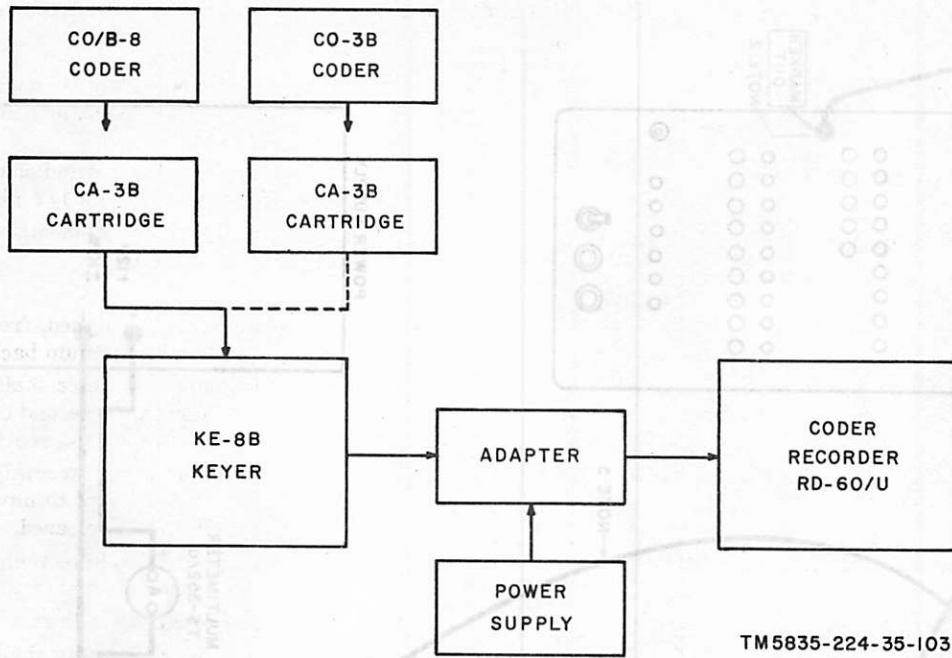 CO/B-8
CODER
CO-3B
CODER
CA-3B
CARTRIDGE
CA-3B
CARTRIDGE
KE-8B
KEYER
ADAPTER
CODER
RECORDER
RD-60/U
POWER
SUPPLY
TM5835-224-35-103